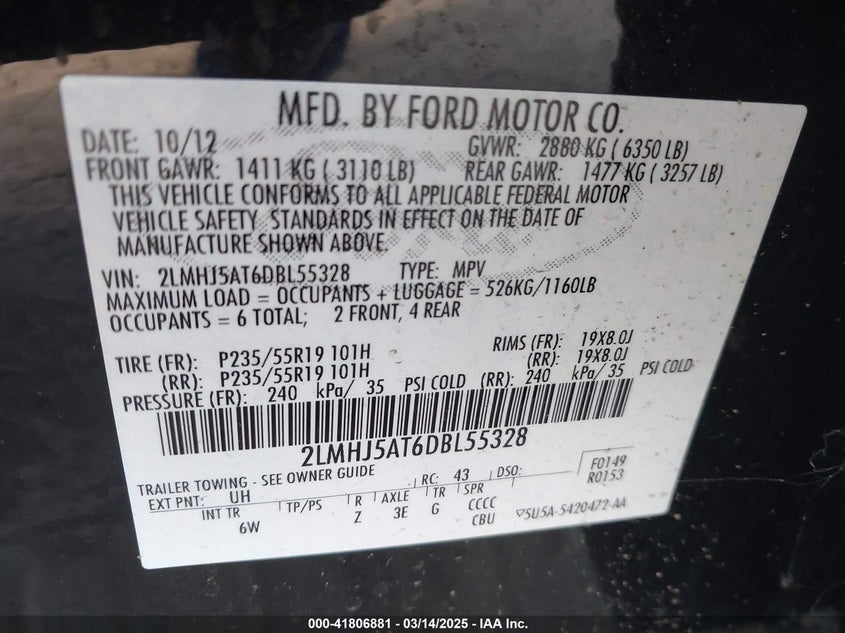 MFD. BY FORD MOTOR CO.
DATE: 10/12 GVWR: 2880 KG ( 6350 LB)
FRONT GAWR: 1411 KG ( 3110 LB) REAR GAWR: 1477 KG ( 3257 LB)
THIS VEHICLE CONFORMS TO ALL APPLICABLE FEDERAL MOTOR
VEHICLE SAFETY STANDARDS IN EFFECT ON THE DATE OF
MANUFACTURE SHOWN ABOVE.
VIN: 2LMHJ5AT6DBL55328 TYPE: MPV
MAXIMUM LOAD = OCCUPANTS + LUGGAGE = 526KG/1160LB
OCCUPANTS = 6 TOTAL; 2 FRONT, 4 REAR
TIRE (FR): P235/55R19 101H RIMS (FR): 19X8.0J
(RR): P235/55R19 101H (RR): 19X8.0J
PRESSURE (FR): 240 kPa/ 35 PSI COLD (RR): 240 kPa/ 35 PSI COLD
2LMHJ5AT6DBL55328
TRAILER TOWING - SEE OWNER GUIDE RC: 43 DSO: F0149
EXT PNT: UH R0153
INT TR TP/PS R AXLE TR SPR
6W Z 3E G CCCC
CBU ▽5U5A-5420472-AA
000-41806881 - 03/14/2025 - IAA Inc.